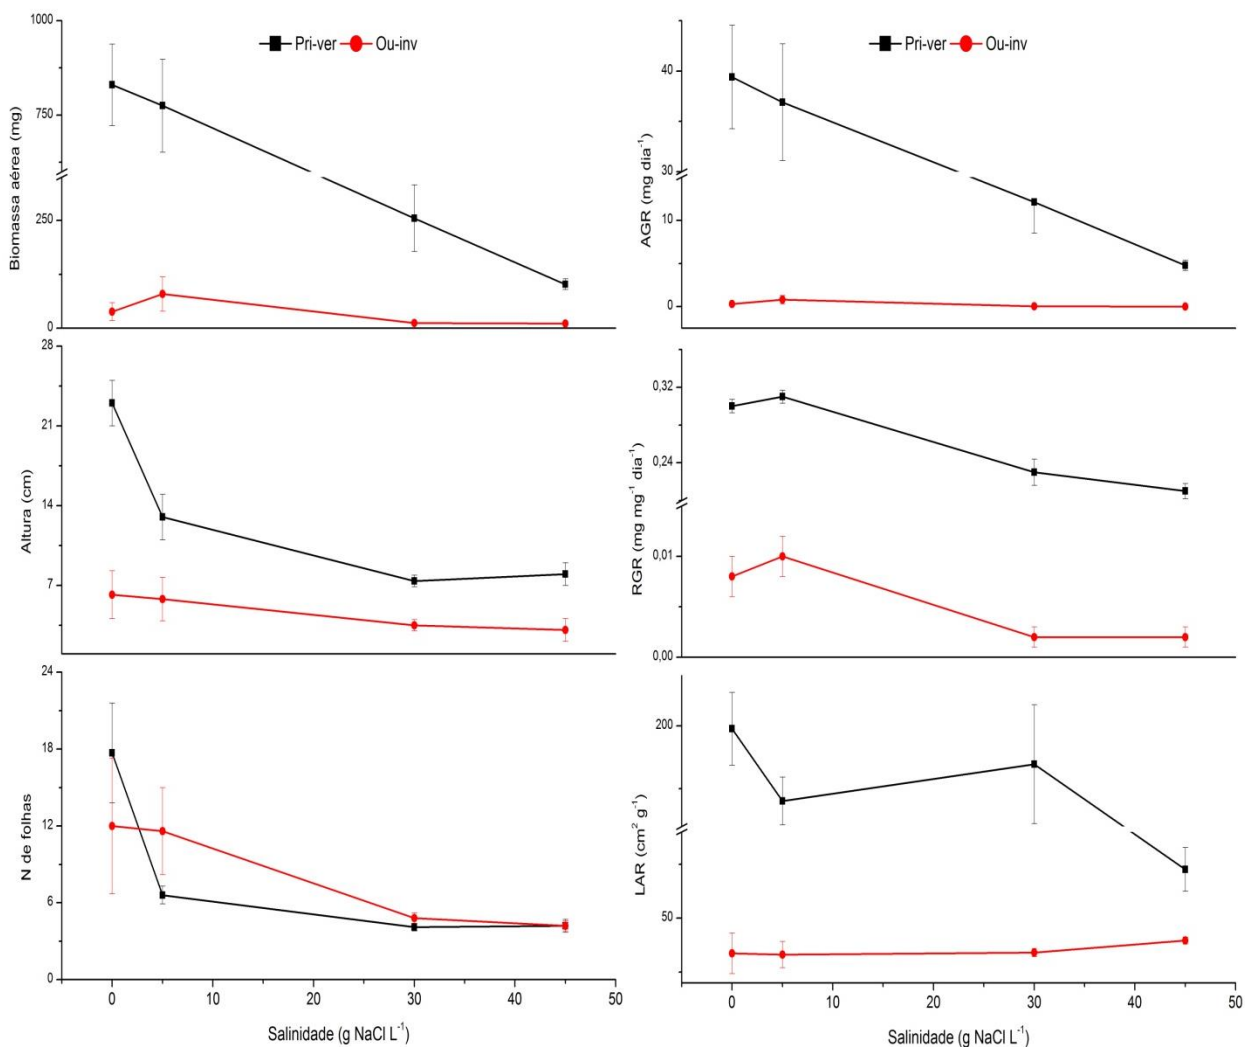 Pri-ver Ou-inv
Biomassa aérea (mg)
1000
750
250
0
Pri-ver Ou-inv
AGR (mg dia⁻¹)
40
30
10
0
Altura (cm)
28
21
14
7
RGR (mg mg⁻¹ dia⁻¹)
0,32
0,24
0,01
0,00
N de folhas
24
18
12
6
0
0 10 20 30 40 50
Salinidade (g NaCl L⁻¹)
LAR (cm² g⁻¹)
200
50
0 10 20 30 40 50
Salinidade (g NaCl L⁻¹)